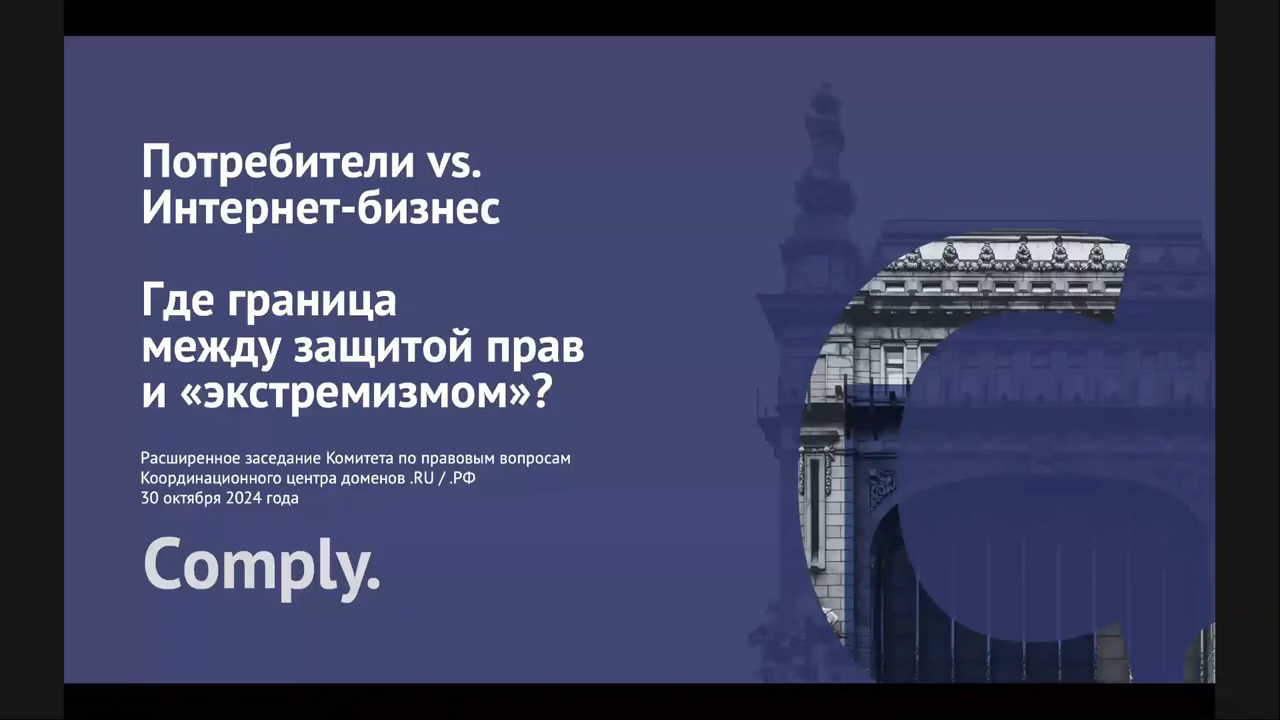 Потребители vs.
Интернет-бизнес
Где граница
между защитой прав
и «экстремизмом»?
Расширенное заседание Комитета по правовым вопросам
Координационного центра доменов .RU / .РФ
30 октября 2024 года
Comply.